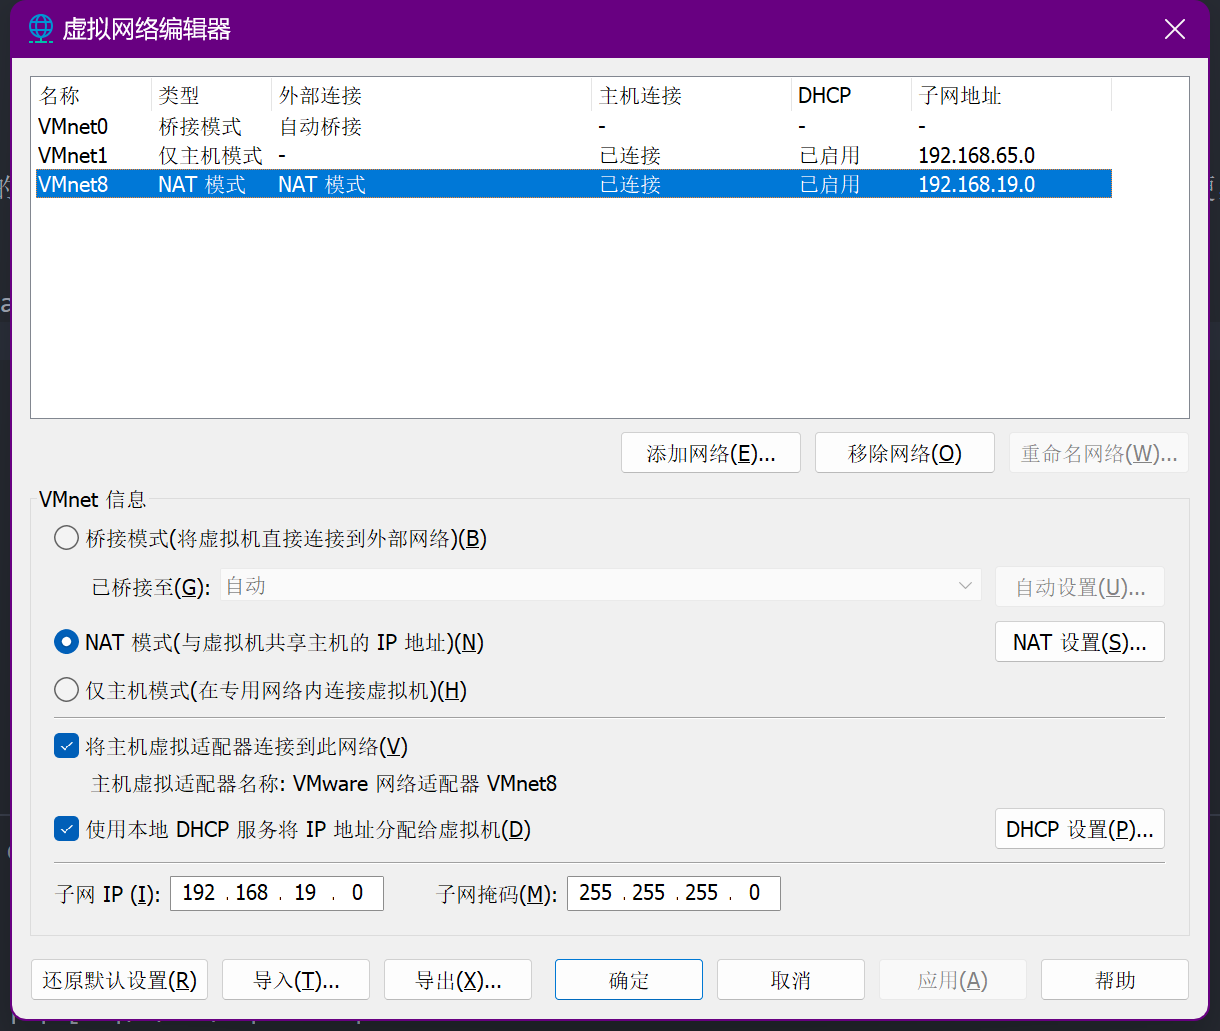 虚拟网络编辑器
名称 类型 外部连接 主机连接 DHCP 子网地址
VMnet0 桥接模式 自动桥接 - - -
VMnet1 仅主机模式 - 已连接 已启用 192.168.65.0
VMnet8 NAT 模式 NAT 模式 已连接 已启用 192.168.19.0
添加网络(E)... 移除网络(O) 重命名网络(W)...
VMnet 信息
桥接模式(将虚拟机直接连接到外部网络)(B)
已桥接至(G): 自动 自动设置(U)...
NAT 模式(与虚拟机共享主机的 IP 地址)(N) NAT 设置(S)...
仅主机模式(在专用网络内连接虚拟机)(H)
将主机虚拟适配器连接到此网络(V)
主机虚拟适配器名称: VMware 网络适配器 VMnet8
使用本地 DHCP 服务将 IP 地址分配给虚拟机(D) DHCP 设置(P)...
子网 IP (I): 192 . 168 . 19 . 0 子网掩码(M): 255 . 255 . 255 . 0
还原默认设置(R) 导入(T)... 导出(X)... 确定 取消 应用(A) 帮助